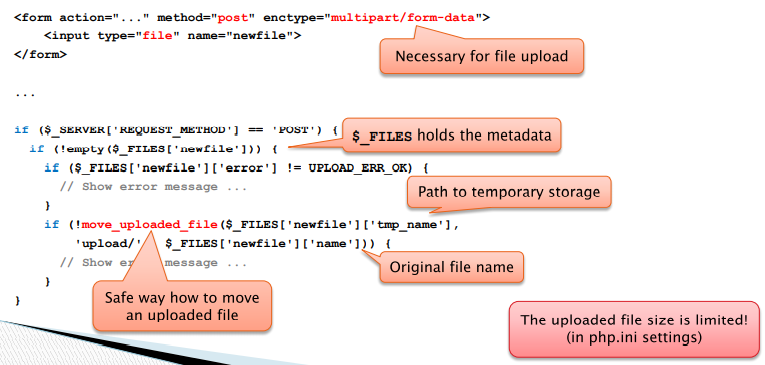 <form action="..." method="post" enctype="multipart/form-data">
<input type="file" name="newfile">
</form>
Necessary for file upload
...
if ($_SERVER['REQUEST_METHOD'] == 'POST') {
$_FILES holds the metadata
if (!empty($_FILES['newfile'])) {
if ($_FILES['newfile']['error'] != UPLOAD_ERR_OK) {
// Show error message ...
Path to temporary storage
}
if (!move_uploaded_file($_FILES['newfile']['tmp_name'],
'upload/' $_FILES['newfile']['name'])) {
// Show er message ...
Original file name
}
}
Safe way how to move
an uploaded file
The uploaded file size is limited!
(in php.ini settings)